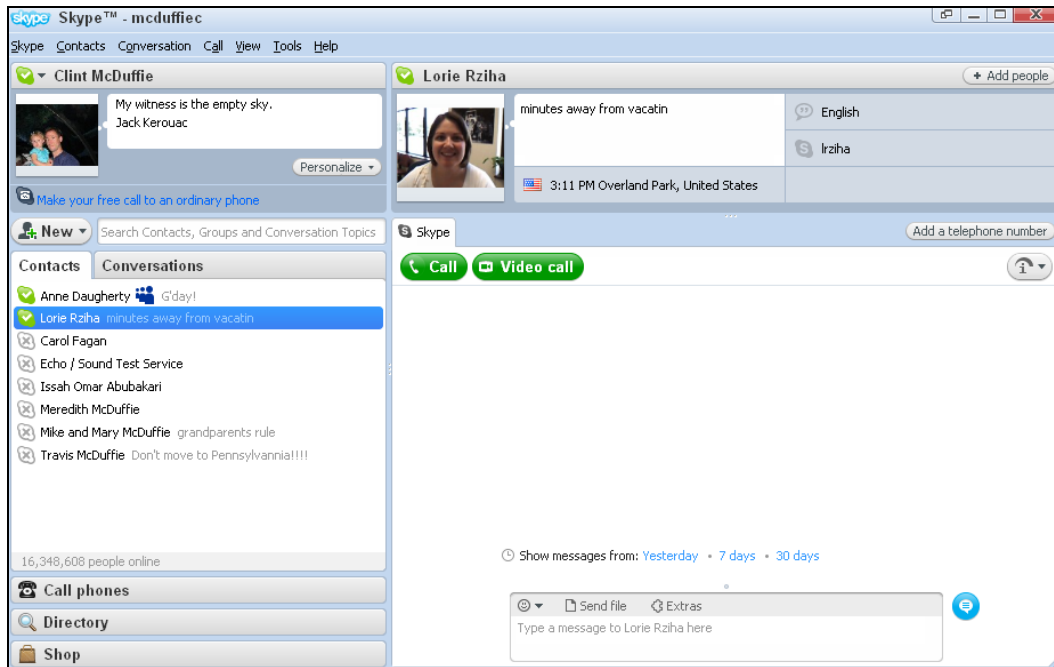 skype Skype™ - mcduffiec
Skype Contacts Conversation Call View Tools Help
Clint McDuffie
My witness is the empty sky.
Jack Kerouac
Personalize
Make your free call to an ordinary phone
New Search Contacts, Groups and Conversation Topics
Contacts Conversations
Anne Daugherty G'day!
Lorie Rziha minutes away from vacatin
Carol Fagan
Echo / Sound Test Service
Issah Omar Abubakari
Meredith McDuffie
Mike and Mary McDuffie grandparents rule
Travis McDuffie Don't move to Pennsylvannia!!!!
16,348,608 people online
Call phones
Directory
Shop
Lorie Rziha + Add people
minutes away from vacatin
English
lrziha
3:11 PM Overland Park, United States
Skype Add a telephone number
Call Video call
Show messages from: Yesterday • 7 days • 30 days
Send file Extras
Type a message to Lorie Rziha here